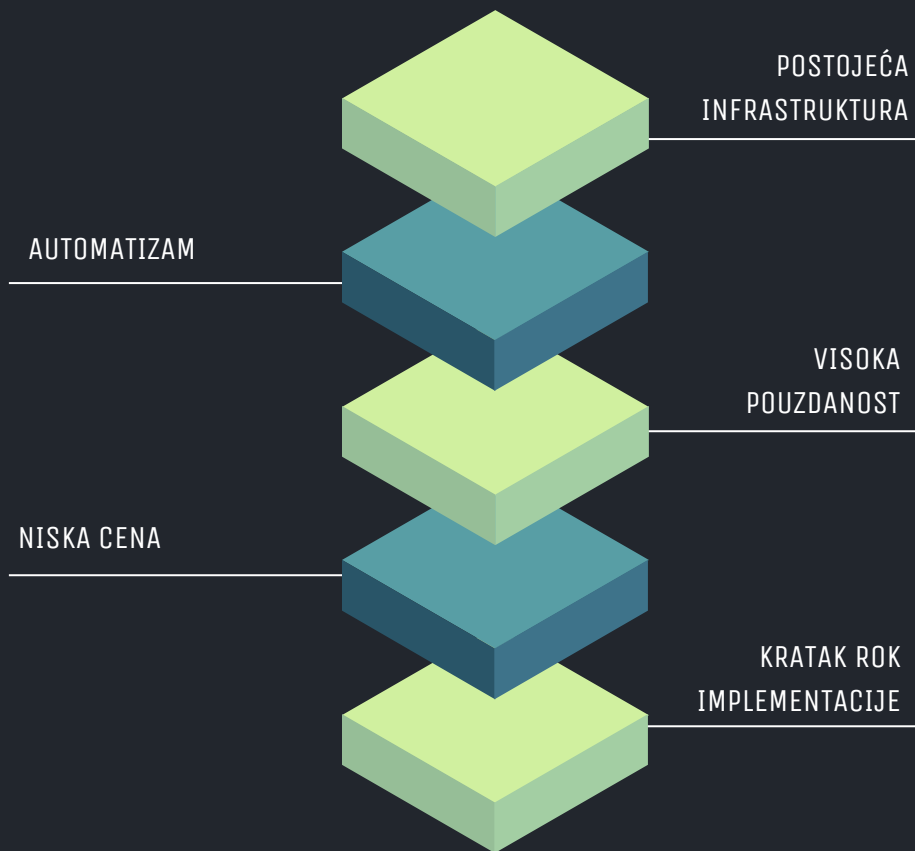 POSTOJEĆA
INFRASTRUKTURA
AUTOMATIZAM
VISOKA
POUZDANOST
NISKA CENA
KRATAK ROK
IMPLEMENTACIJE